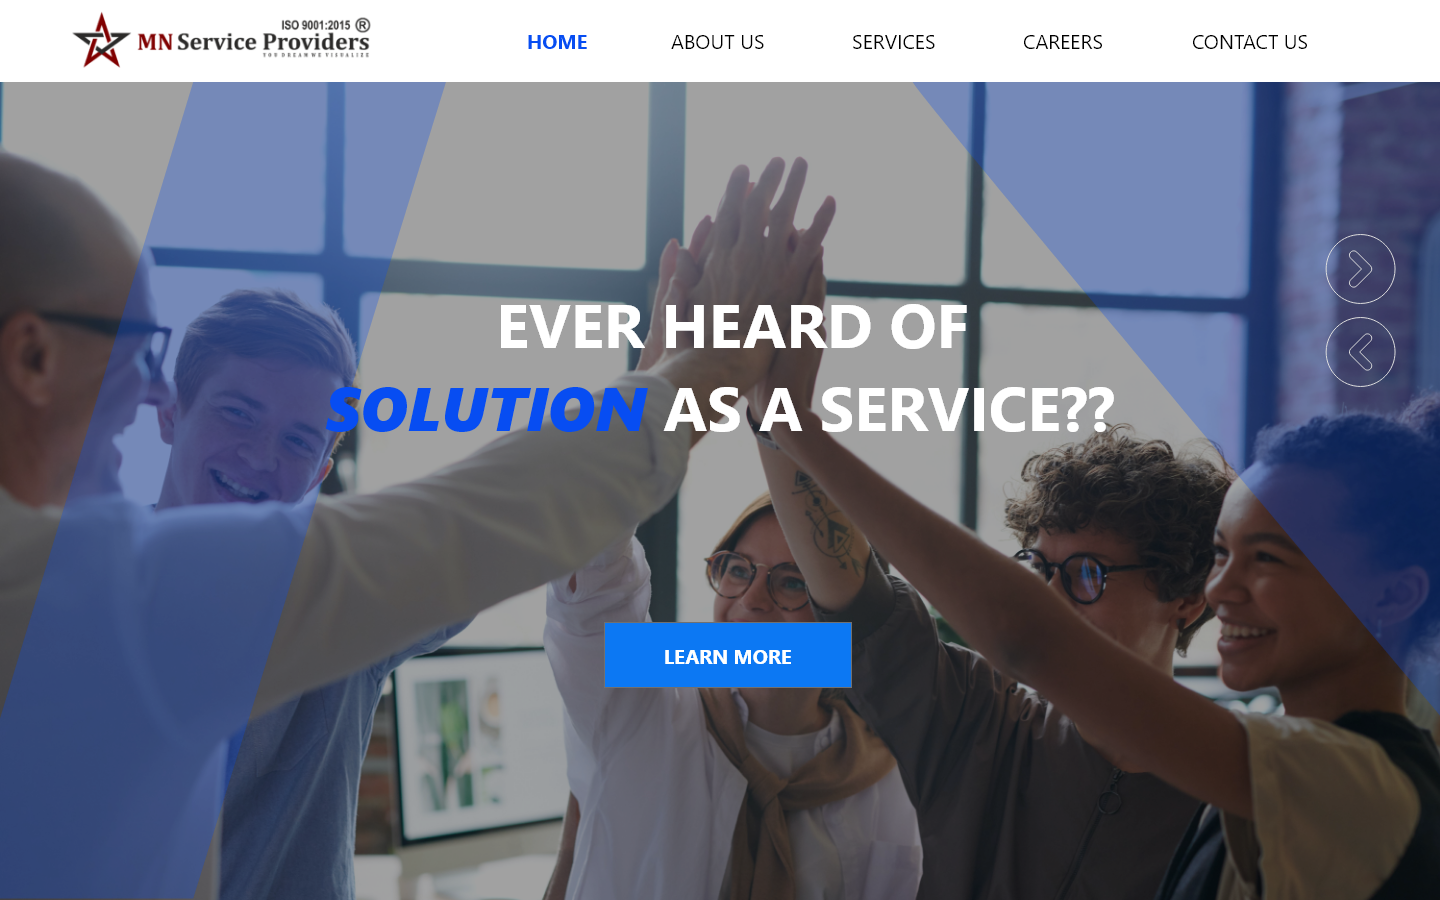 ISO 9001:2015 ®
MN Service Providers
YOU DREAM WE VISUALIZE
HOME
ABOUT US
SERVICES
CAREERS
CONTACT US
EVER HEARD OF
SOLUTION AS A SERVICE??
LEARN MORE